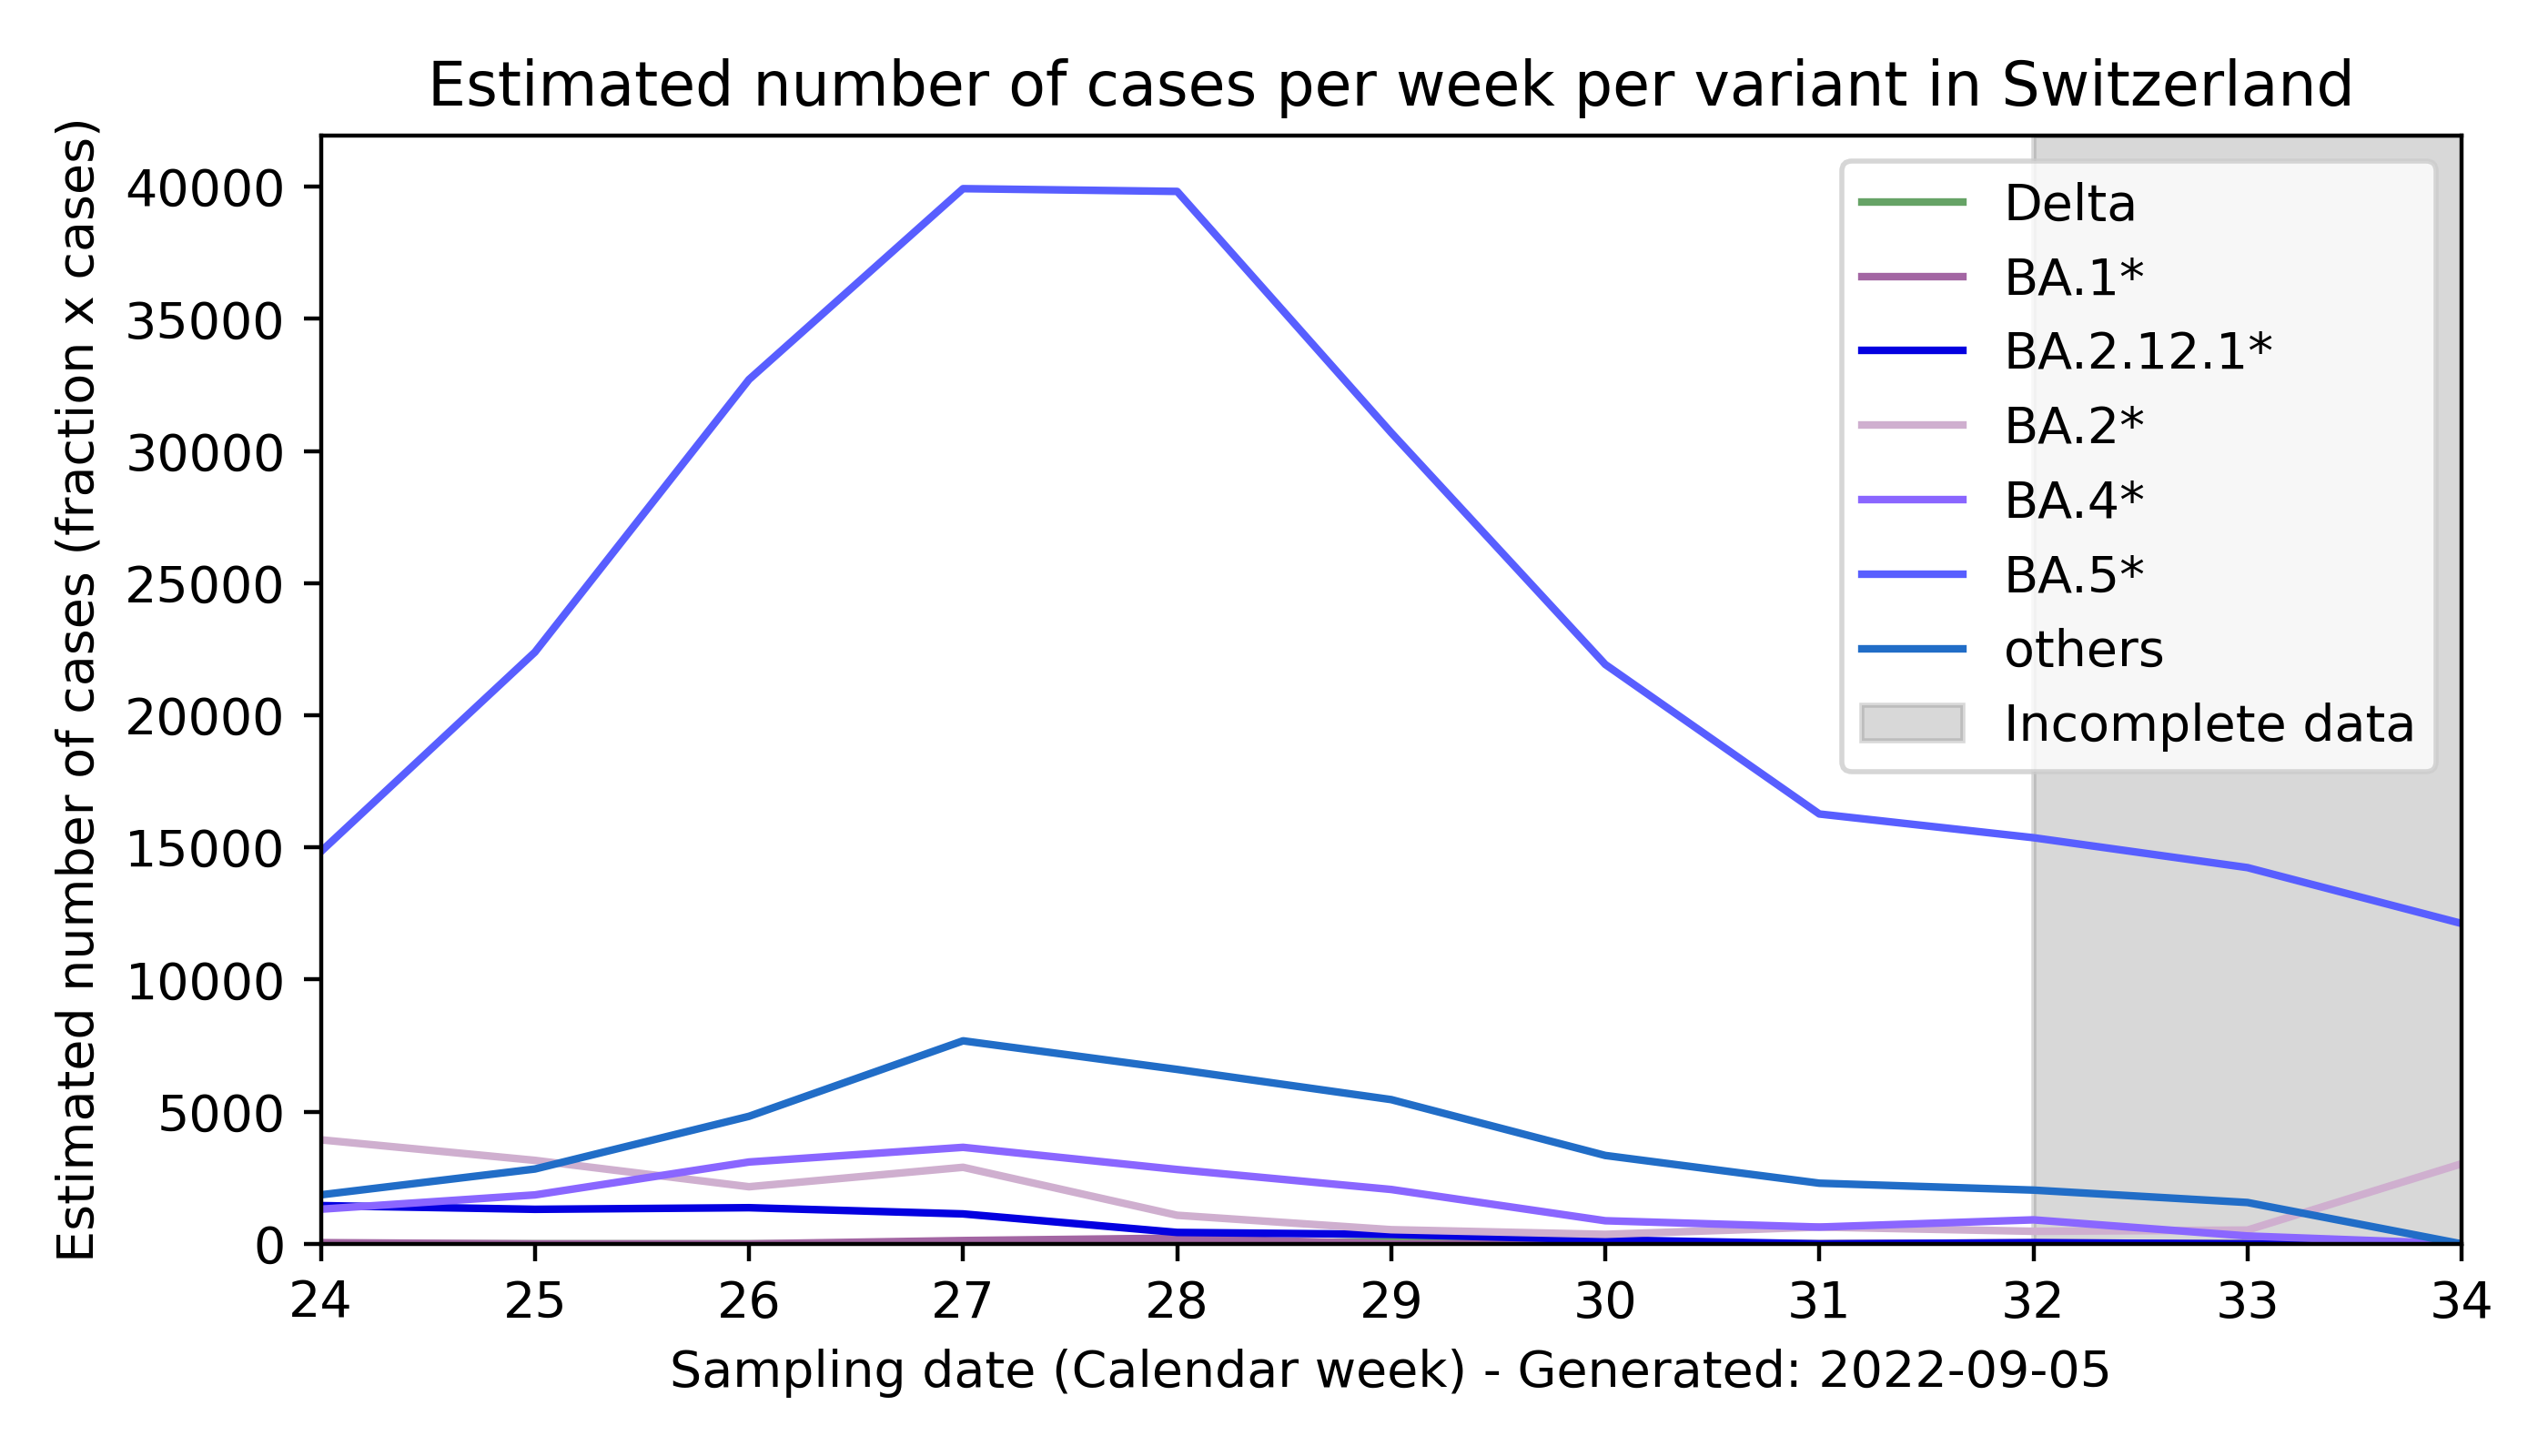 Estimated number of cases per week per variant in Switzerland
Estimated number of cases (fraction x cases)
40000
35000
30000
25000
20000
15000
10000
5000
0
Delta
BA.1*
BA.2.12.1*
BA.2*
BA.4*
BA.5*
others
Incomplete data
24 25 26 27 28 29 30 31 32 33 34
Sampling date (Calendar week) - Generated: 2022-09-05